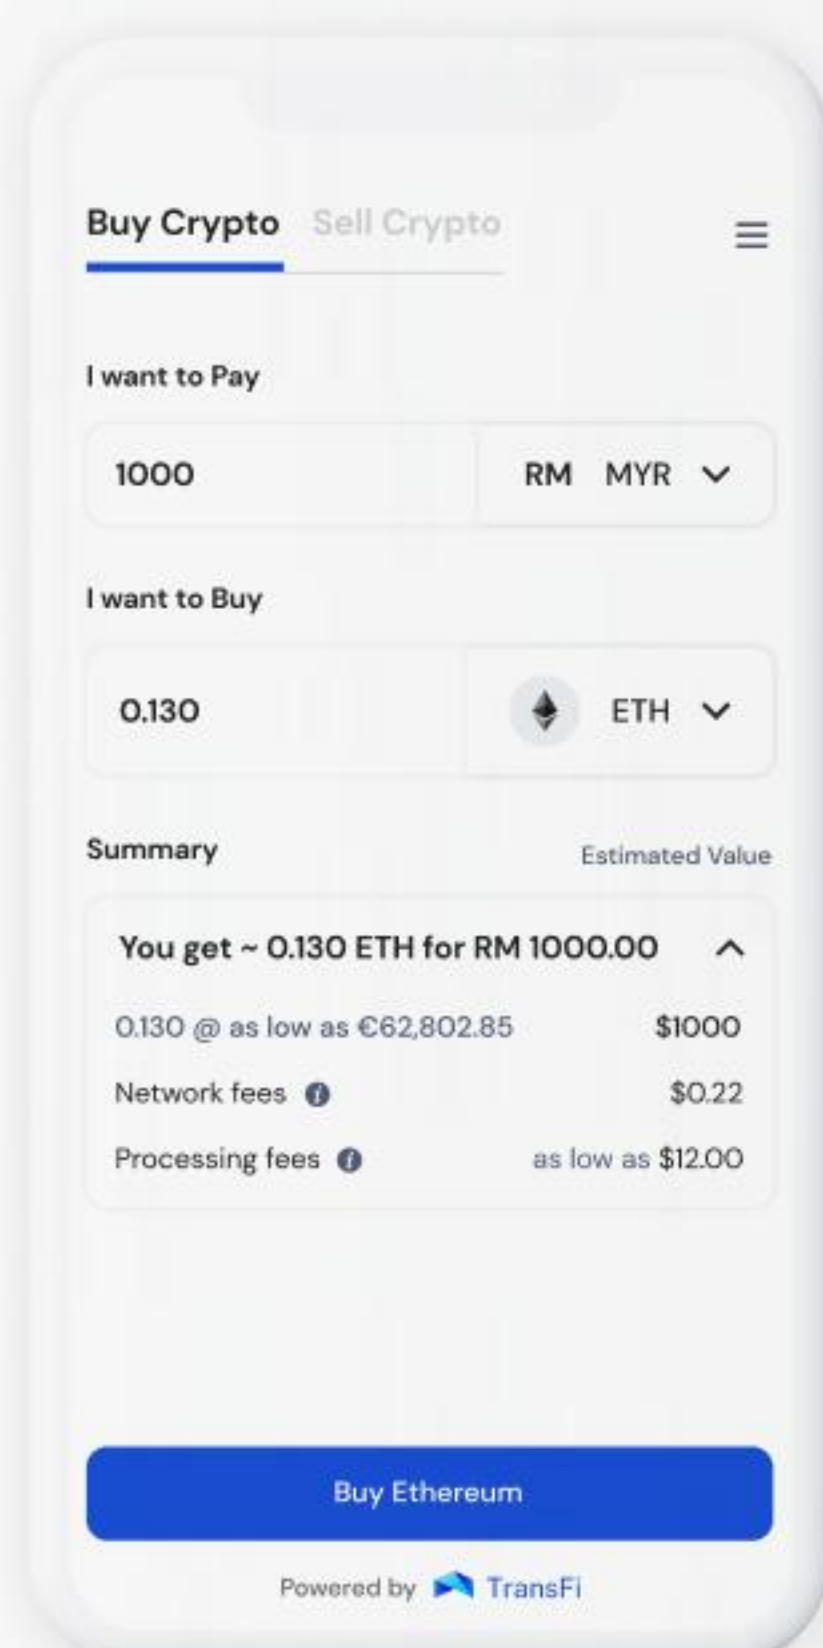 Buy Crypto Sell Crypto
I want to Pay
1000 RM MYR
I want to Buy
0.130 ETH
Summary Estimated Value
You get ~ 0.130 ETH for RM 1000.00
0.130 @ as low as €62,802.85 $1000
Network fees $0.22
Processing fees as low as $12.00
Buy Ethereum
Powered by TransFi